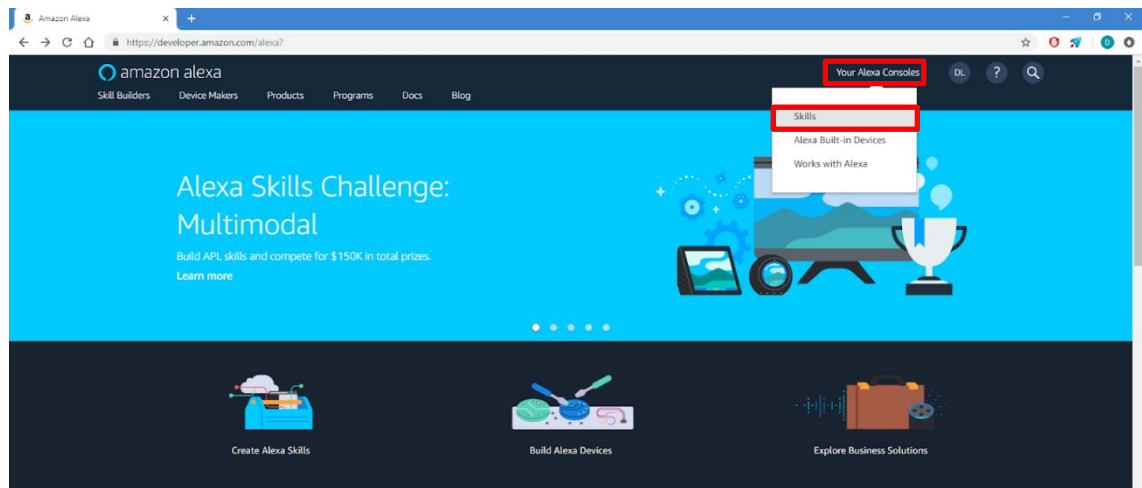 Amazon Alexa
https://developer.amazon.com/alexa?
D
amazon alexa
Your Alexa Consoles
DL
?
Skill Builders
Device Makers
Products
Programs
Docs
Blog
Skills
Alexa Built-in Devices
Works with Alexa
Alexa Skills Challenge:
Multimodal
Build APL skills and compete for $150K in total prizes.
Learn more
Create Alexa Skills
Build Alexa Devices
Explore Business Solutions